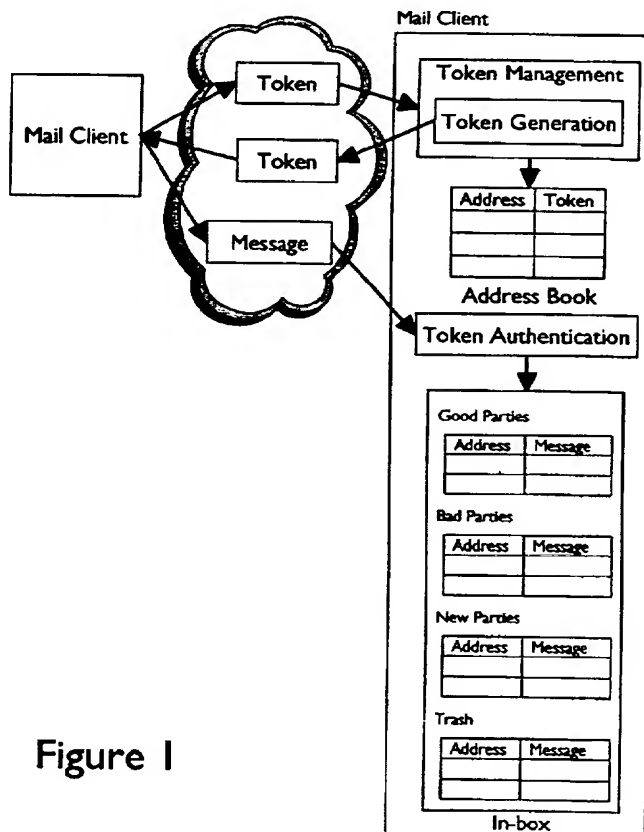 Mail Client
Token
Token Management
Mail Client
Token Generation
Token
Address Token
Message
Address Book
Token Authentication
Good Parties
Address Message
Bad Parties
Address Message
New Parties
Address Message
Trash
Address Message
In-box
Figure 1